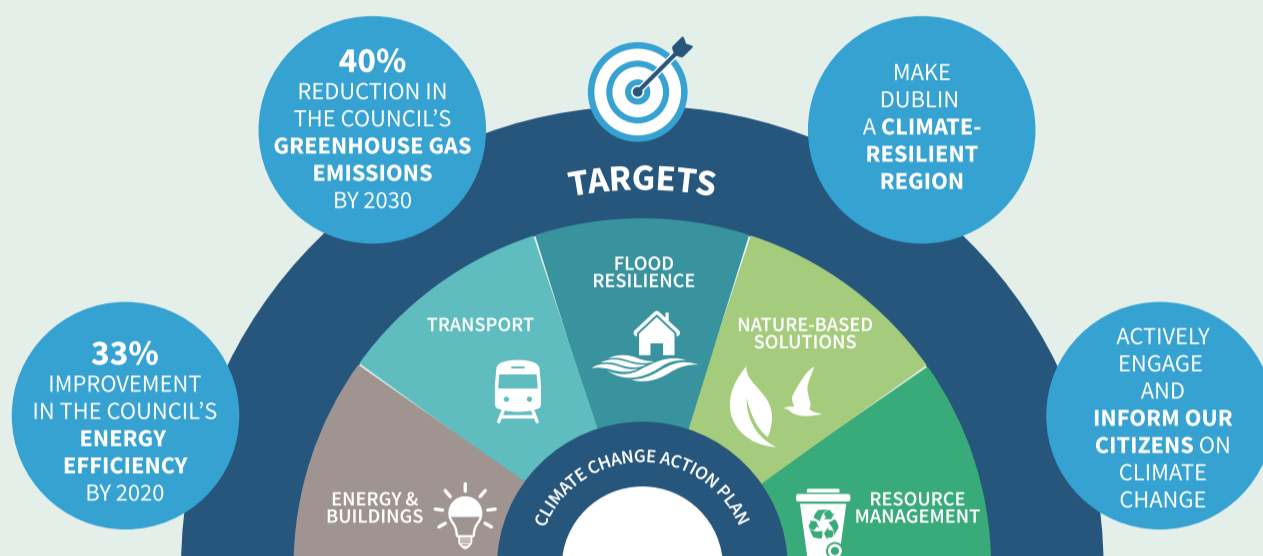 40%
REDUCTION IN
THE COUNCIL'S
GREENHOUSE GAS
EMISSIONS
BY 2030
MAKE
DUBLIN
A CLIMATE-
RESILIENT
REGION
TARGETS
33%
IMPROVEMENT
IN THE COUNCIL'S
ENERGY
EFFICIENCY
BY 2020
ACTIVELY
ENGAGE
AND
INFORM OUR
CITIZENS ON
CLIMATE
CHANGE
ENERGY &
BUILDINGS
TRANSPORT
FLOOD
RESILIENCE
NATURE-BASED
SOLUTIONS
RESOURCE
MANAGEMENT
CLIMATE CHANGE ACTION PLAN